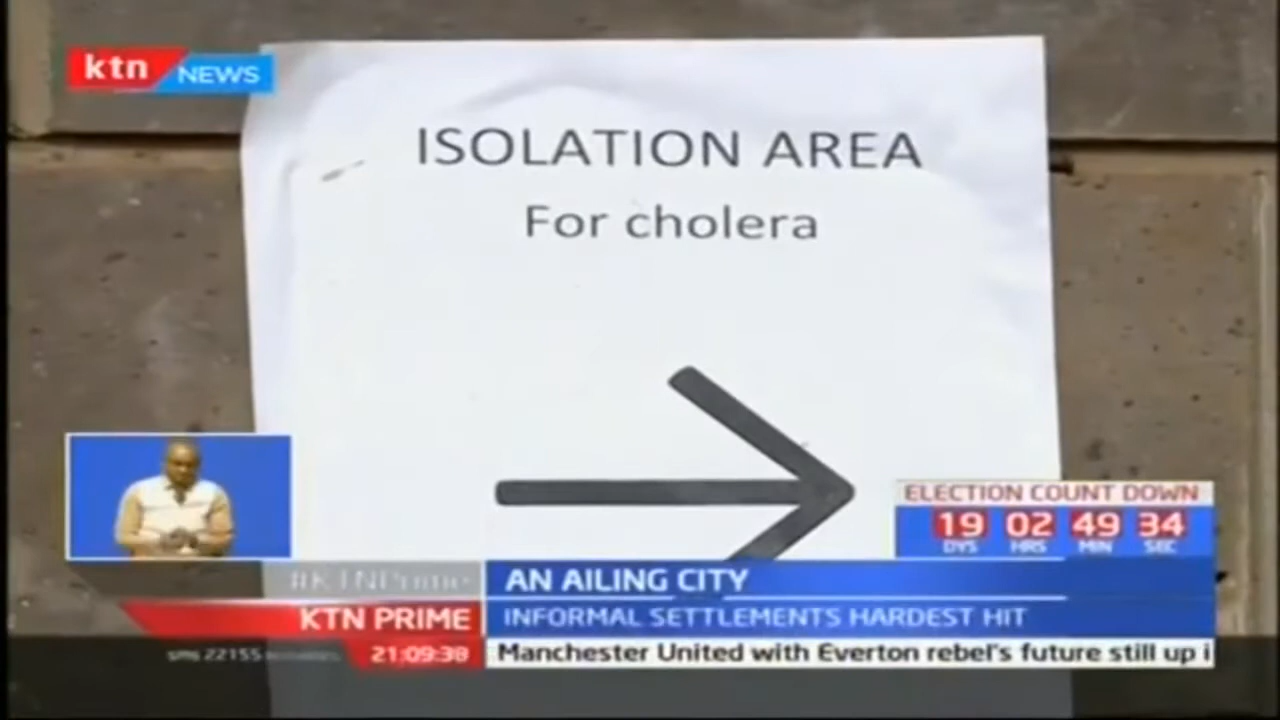 ktn NEWS
ISOLATION AREA
For cholera
ELECTION COUNT DOWN
19 02 49 34
DYS HRS MIN SEC
#KTNPrime
AN AILING CITY
KTN PRIME
INFORMAL SETTLEMENTS HARDEST HIT
sms 22155
21:09:38
Manchester United with Everton rebel's future still up i